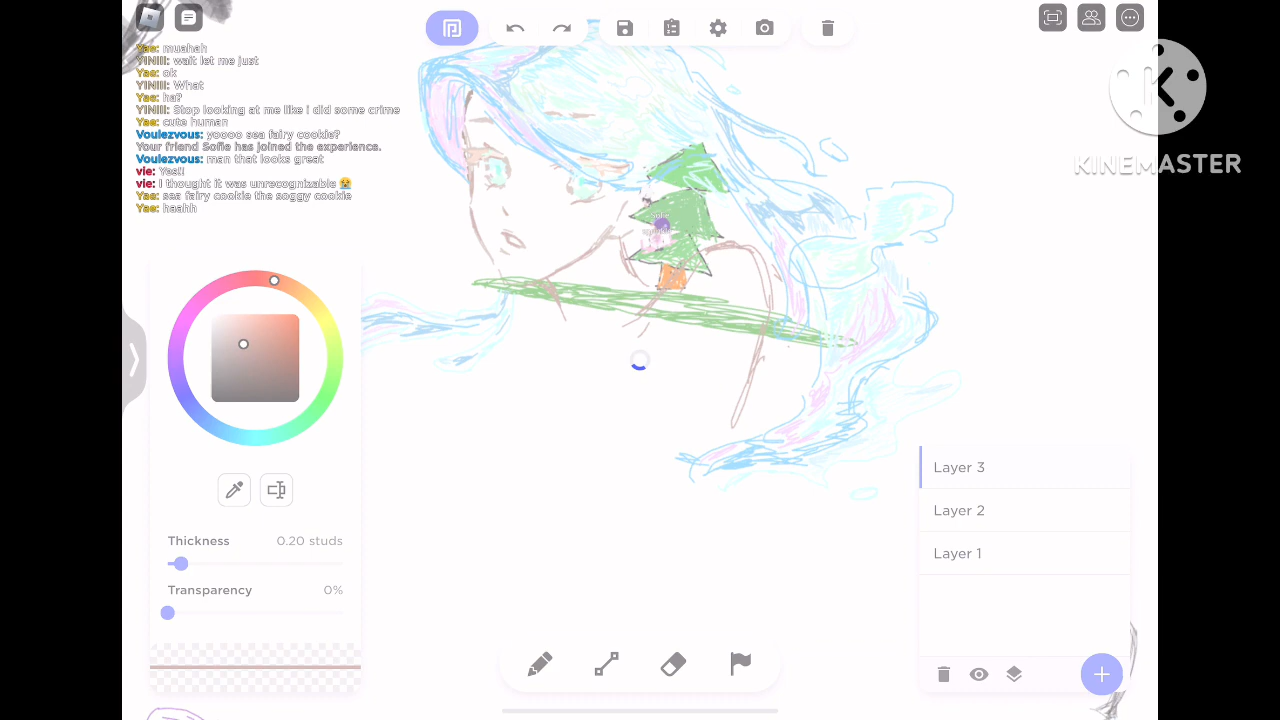 Yae: muahah
YINIII: wait let me just
Yae: ok
YINIII: What
Yae: ha?
YINIII: Stop looking at me like i did some crime
Yae: cute human
Voulezvous: yoooo sea fairy cookie?
Your friend Sofie has joined the experience.
Voulezvous: man that looks great
vie: Yes!!
vie: I thought it was unrecognizable 😭
Yae: sea fairy cookie the soggy cookie
Yae: haahh
KINEMASTER
Sofie
Thickness 0.20 studs
Transparency 0%
Layer 3
Layer 2
Layer 1